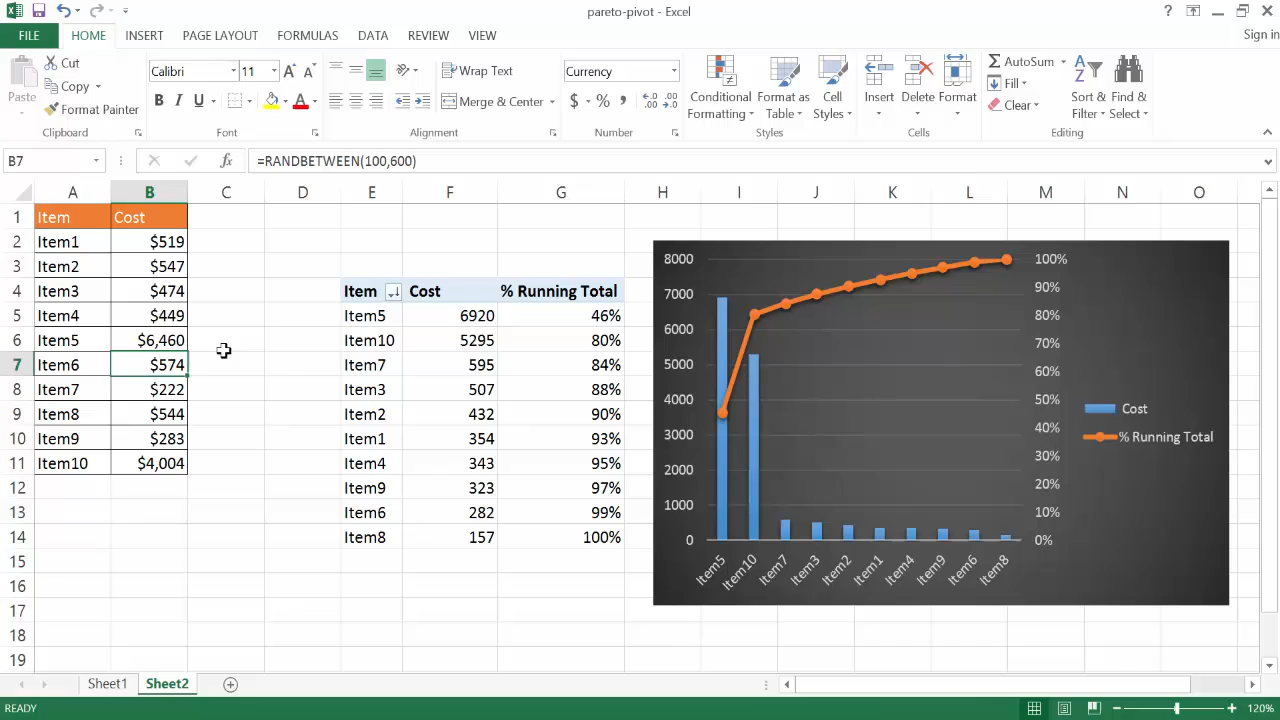 pareto-pivot - Excel
Sign in
FILE HOME INSERT PAGE LAYOUT FORMULAS DATA REVIEW VIEW
Paste
Cut
Copy
Format Painter
Clipboard
Calibri 11
B I U
Font
Wrap Text
Merge & Center
Alignment
Currency
$ % ,
Number
Conditional Formatting
Format as Table
Cell Styles
Styles
Insert
Delete
Format
Cells
AutoSum
Fill
Clear
Sort & Filter
Find & Select
Editing
B7 fx =RANDBETWEEN(100,600)
A B C D E F G H I J K L M N O
1 Item Cost
2 Item1 $519
3 Item2 $547
4 Item3 $474 Item Cost % Running Total
5 Item4 $449 Item5 6920 46%
6 Item5 $6,460 Item10 5295 80%
7 Item6 $574 Item7 595 84%
8 Item7 $222 Item3 507 88%
9 Item8 $544 Item2 432 90%
10 Item9 $283 Item1 354 93%
11 Item10 $4,004 Item4 343 95%
12 Item9 323 97%
13 Item6 282 99%
14 Item8 157 100%
15
16
17
18
19
8000 100%
7000 90%
6000 80%
5000 70%
4000 60%
3000 50%
2000 40%
1000 30%
0 20%
10%
0%
Item5 Item10 Item7 Item3 Item2 Item1 Item4 Item9 Item6 Item8
Cost
% Running Total
Sheet1 Sheet2
READY 120%